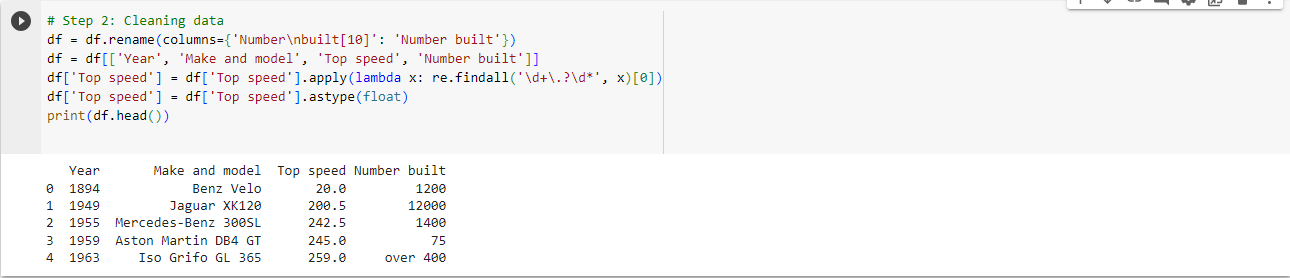 # Step 2: Cleaning data
df = df.rename(columns={'Number\nbuilt[10]': 'Number built'})
df = df[['Year', 'Make and model', 'Top speed', 'Number built']]
df['Top speed'] = df['Top speed'].apply(lambda x: re.findall('\d+\.?\d*', x)[0])
df['Top speed'] = df['Top speed'].astype(float)
print(df.head())
Year Make and model Top speed Number built
0 1894 Benz Velo 20.0 1200
1 1949 Jaguar XK120 200.5 12000
2 1955 Mercedes-Benz 300SL 242.5 1400
3 1959 Aston Martin DB4 GT 245.0 75
4 1963 Iso Grifo GL 365 259.0 over 400